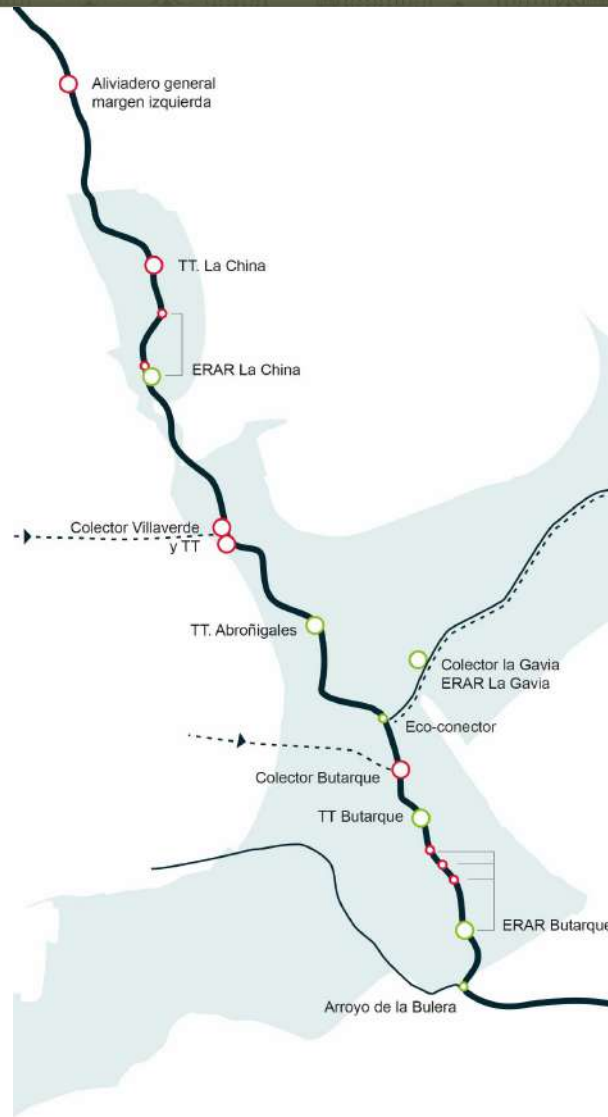 Aliviadero general
margen izquierda
TT. La China
ERAR La China
Colector Villaverde
y TT
TT. Abroñigales
Colector la Gavia
ERAR La Gavia
Eco-conector
Colector Butarque
TT Butarque
ERAR Butarque
Arroyo de la Bulera